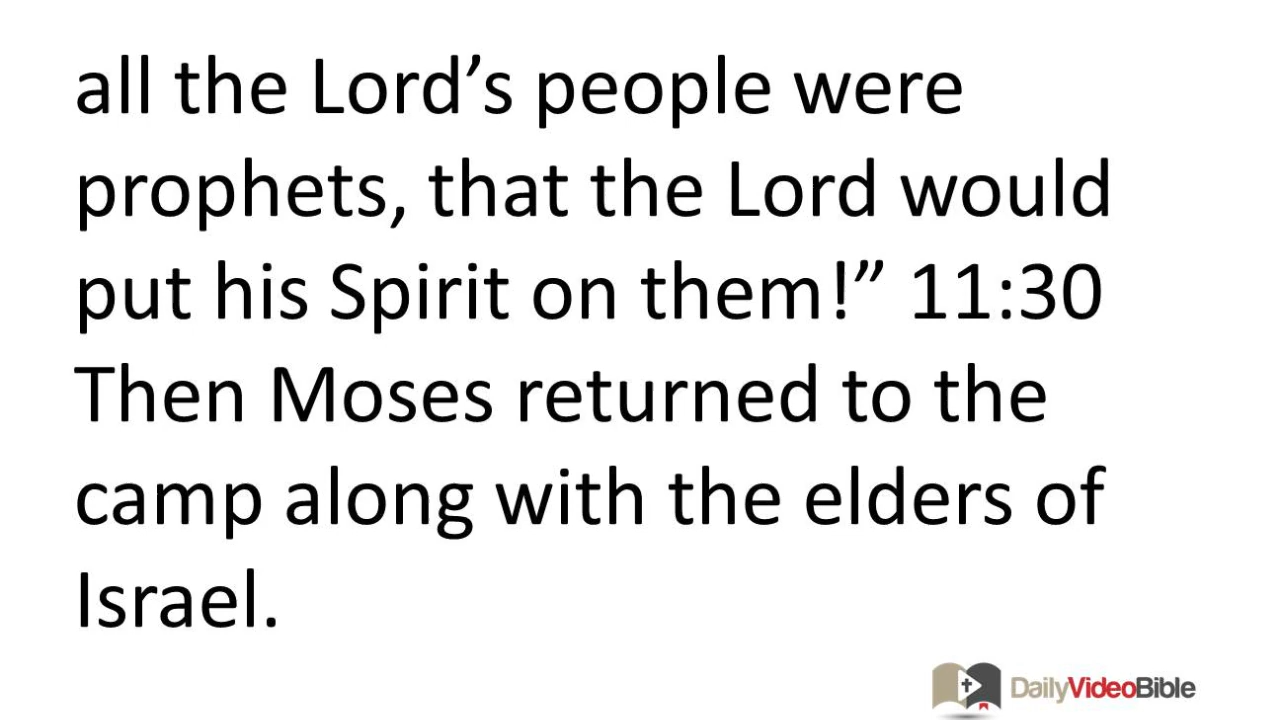 all the Lord’s people were
prophets, that the Lord would
put his Spirit on them!” 11:30
Then Moses returned to the
camp along with the elders of
Israel.
DailyVideoBible